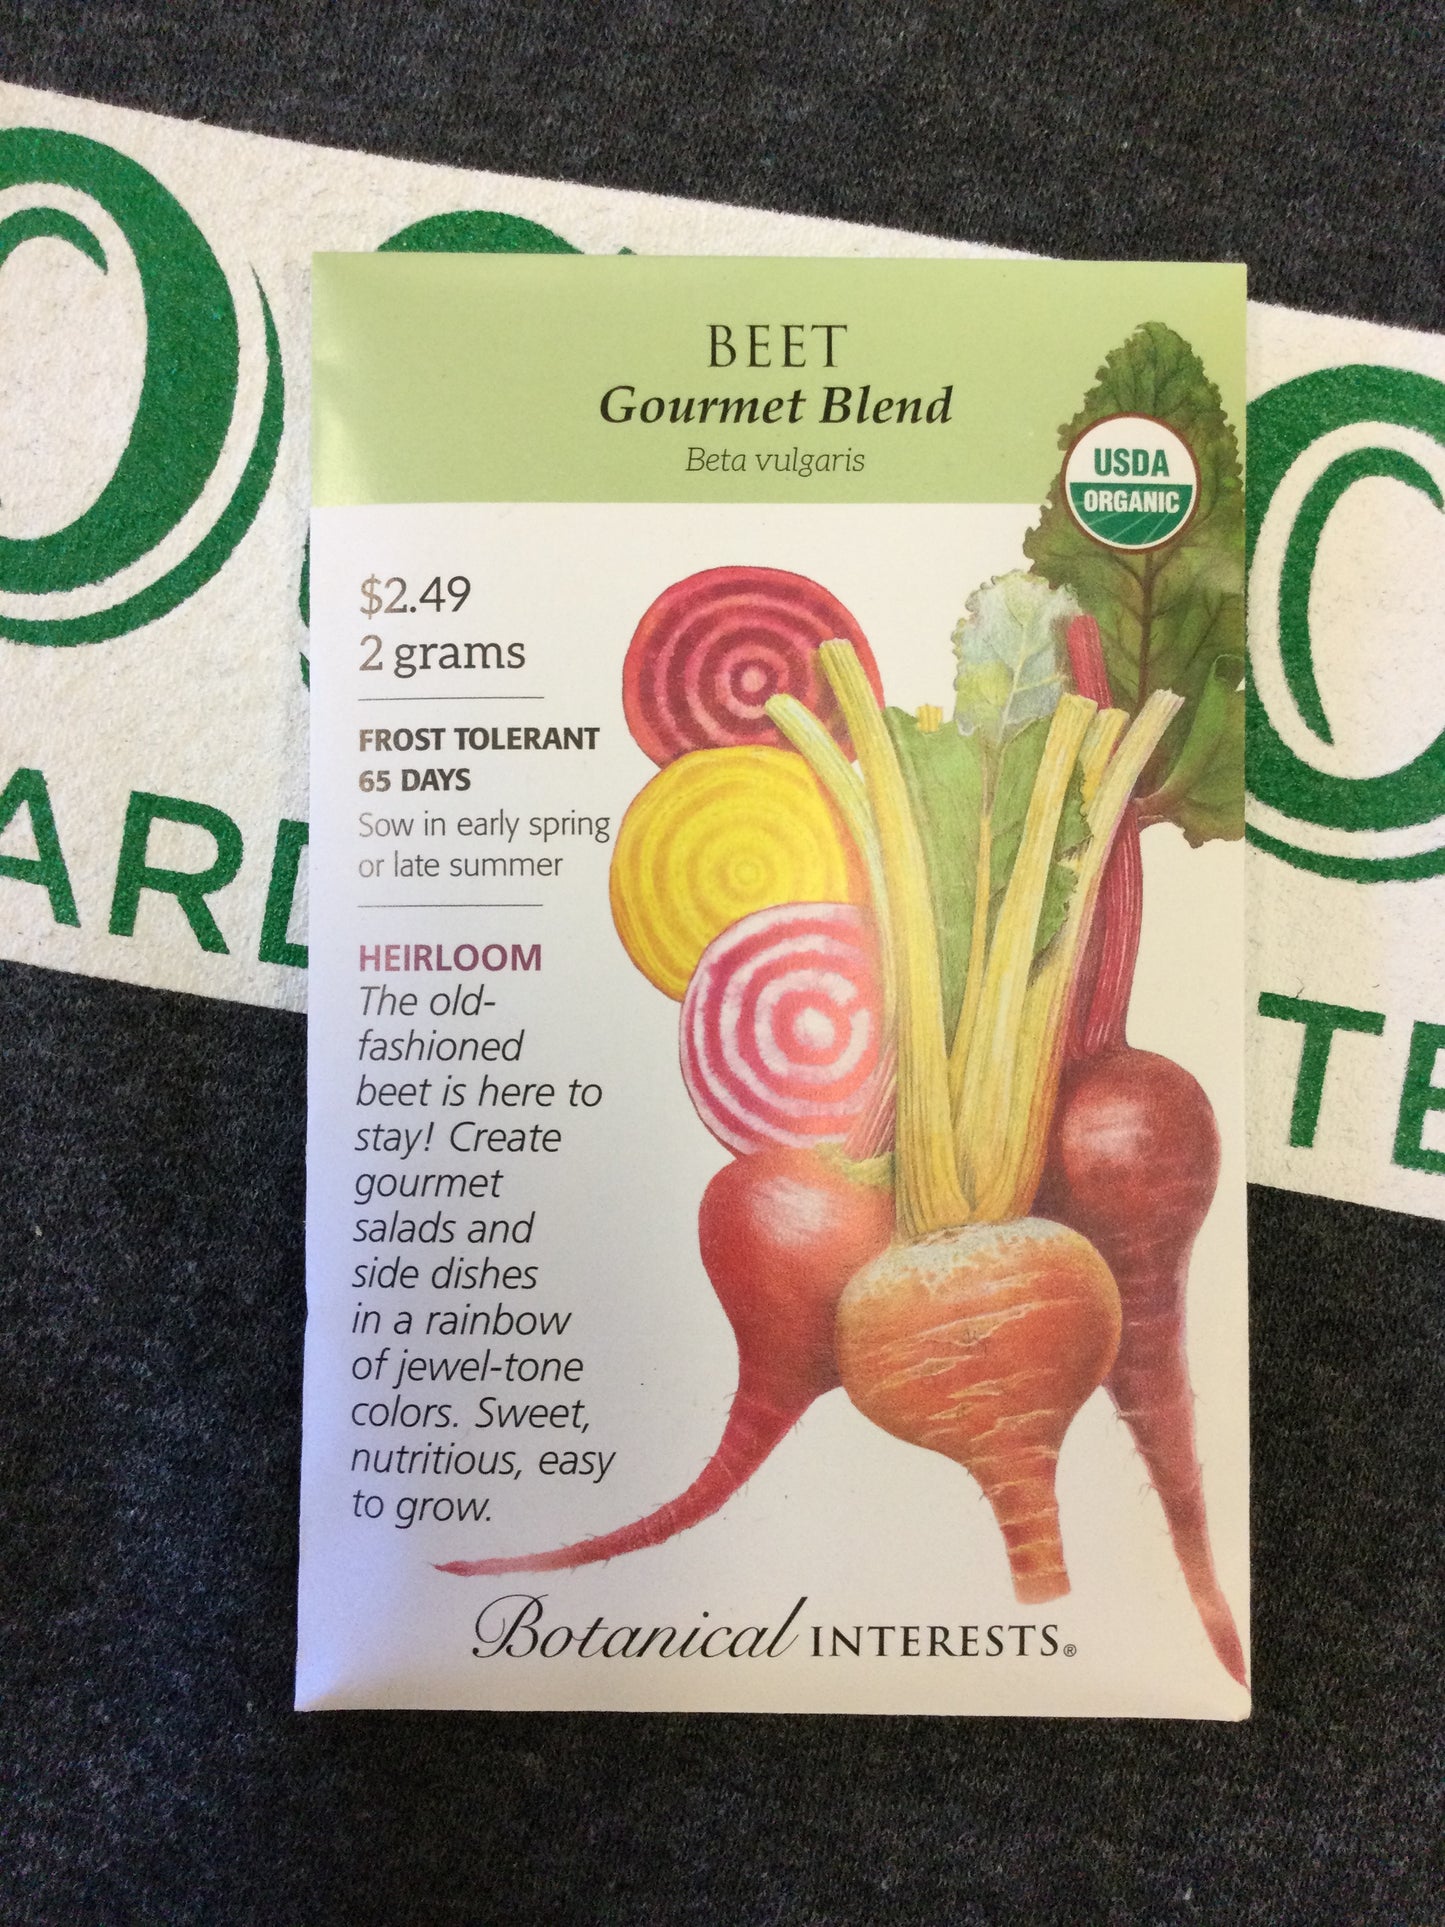 BEET
Gourmet Blend
Beta vulgaris
USDA
ORGANIC
$2.49
2 grams
FROST TOLERANT
65 DAYS
Sow in early spring
or late summer
HEIRLOOM
The old-
fashioned
beet is here to
stay! Create
gourmet
salads and
side dishes
in a rainbow
of jewel-tone
colors. Sweet,
nutritious, easy
to grow.
Botanical INTERESTS®